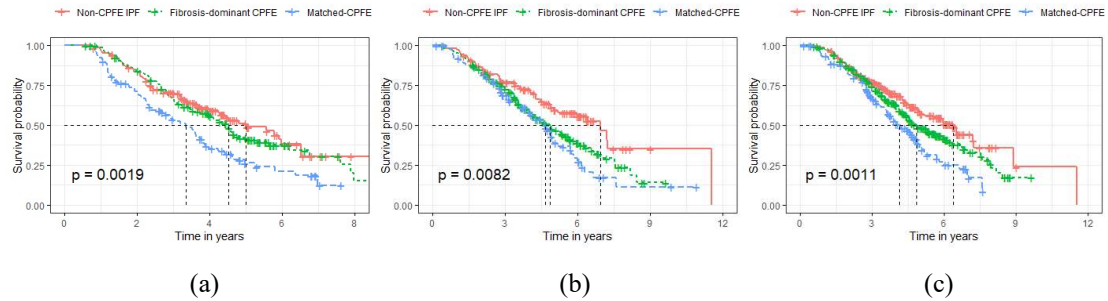 Non-CPFE IPF Fibrosis-dominant CPFE Matched-CPFE
1.00
0.75
0.50
0.25
0.00
Survival probability
p = 0.0019
0 2 4 6 8
Time in years
(a)
Non-CPFE IPF Fibrosis-dominant CPFE Matched-CPFE
1.00
0.75
0.50
0.25
0.00
Survival probability
p = 0.0082
0 3 6 9 12
Time in years
(b)
Non-CPFE IPF Fibrosis-dominant CPFE Matched-CPFE
1.00
0.75
0.50
0.25
0.00
Survival probability
p = 0.0011
0 3 6 9 12
Time in years
(c)